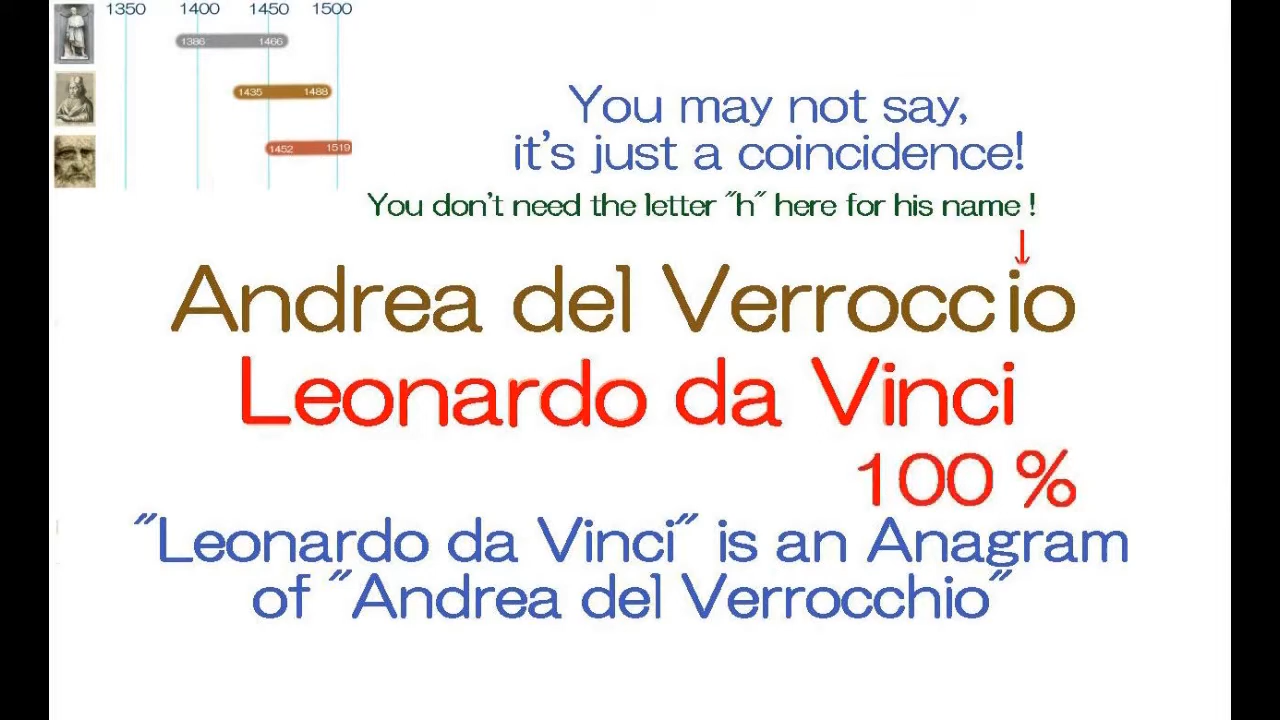 1350 1400 1450 1500
1386 1466
1435 1488
1452 1519
You may not say,
it's just a coincidence!
You don't need the letter "h" here for his name !
↓
Andrea del Verroccio
Leonardo da Vinci
100 %
"Leonardo da Vinci" is an Anagram
of "Andrea del Verrocchio"